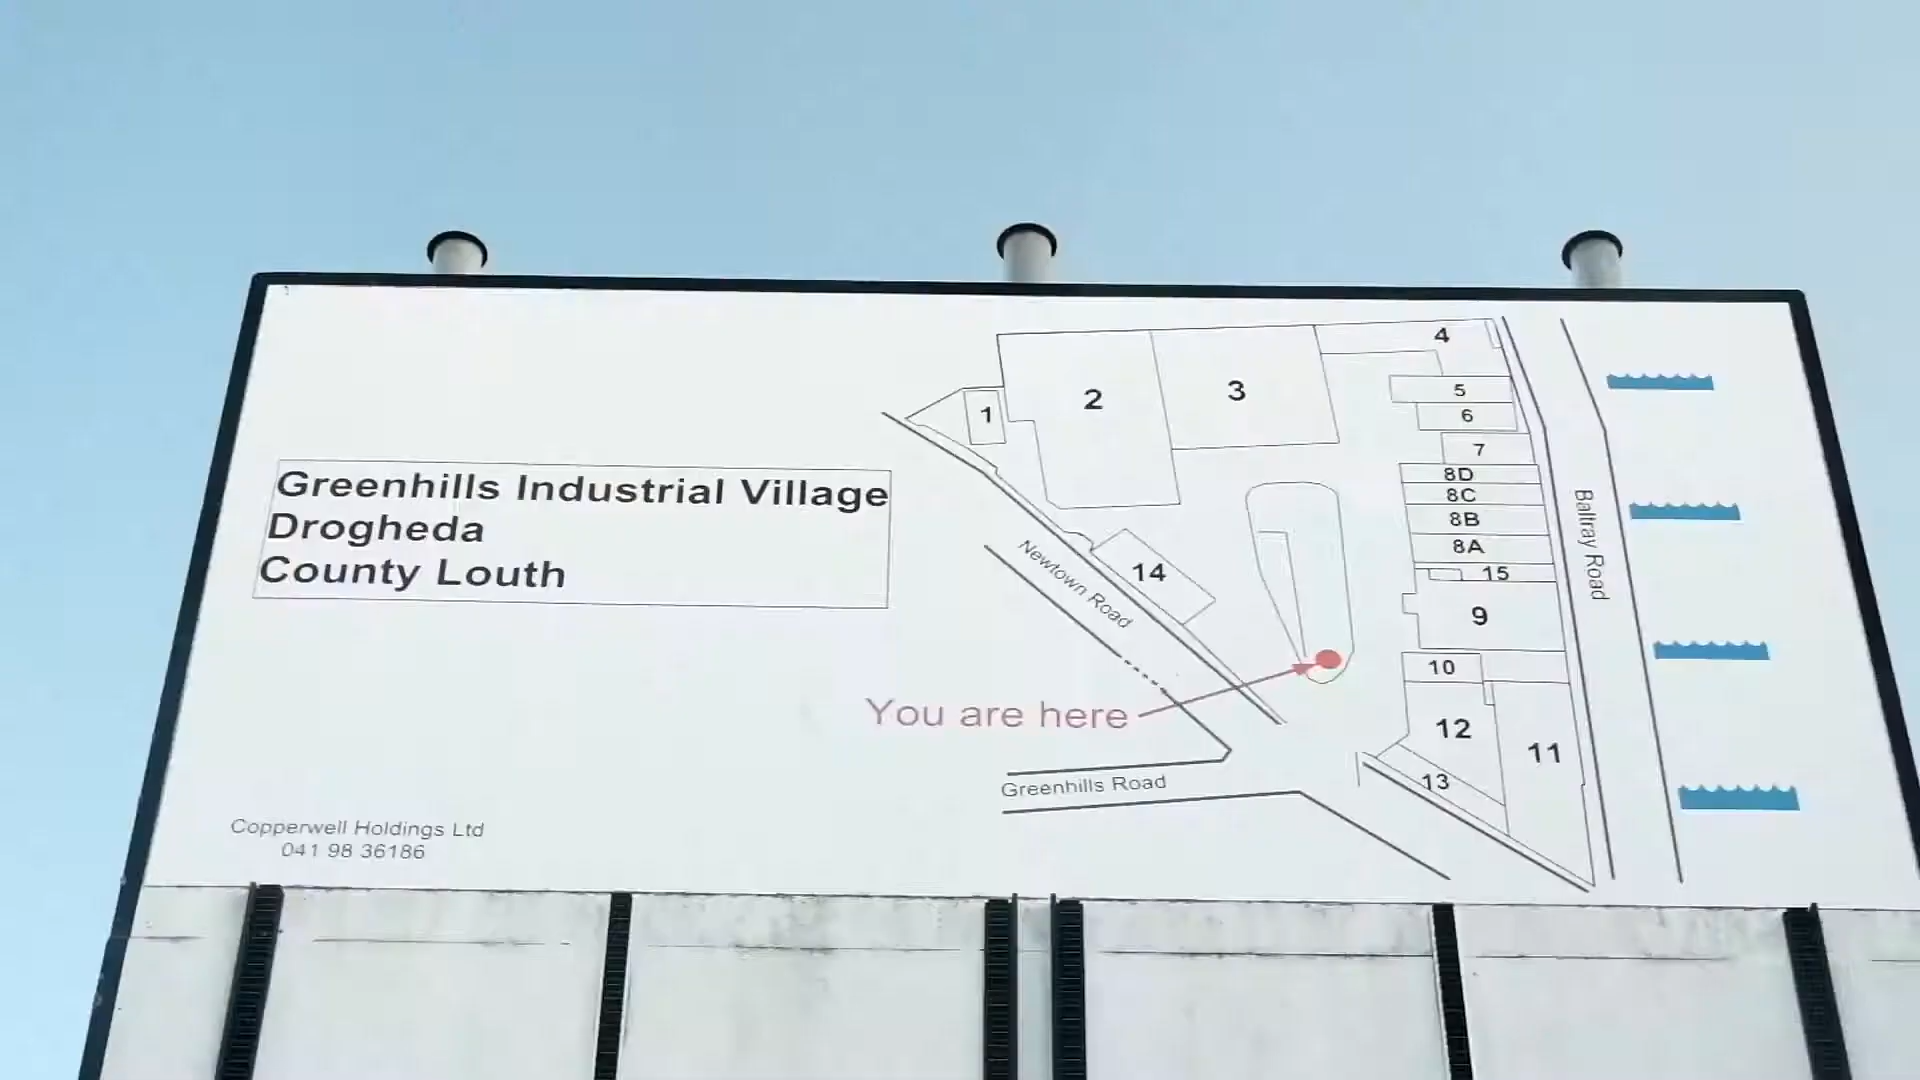 Greenhills Industrial Village
Drogheda
County Louth
Copperwell Holdings Ltd
041 98 36186
You are here
Newtown Road
Greenhills Road
Baltray Road
1
2
3
4
5
6
7
8D
8C
8B
8A
15
9
10
12
11
13
14